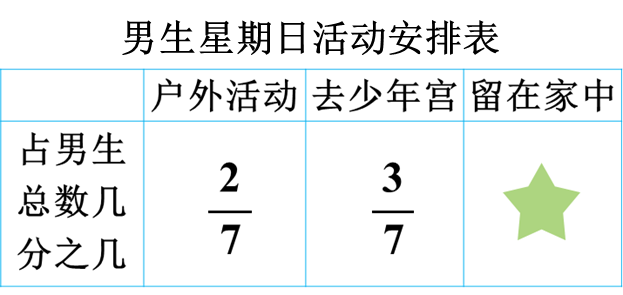 男生星期日活动安排表
户外活动 去少年宫 留在家中
占男生
总数几
分之几
2/7 3/7